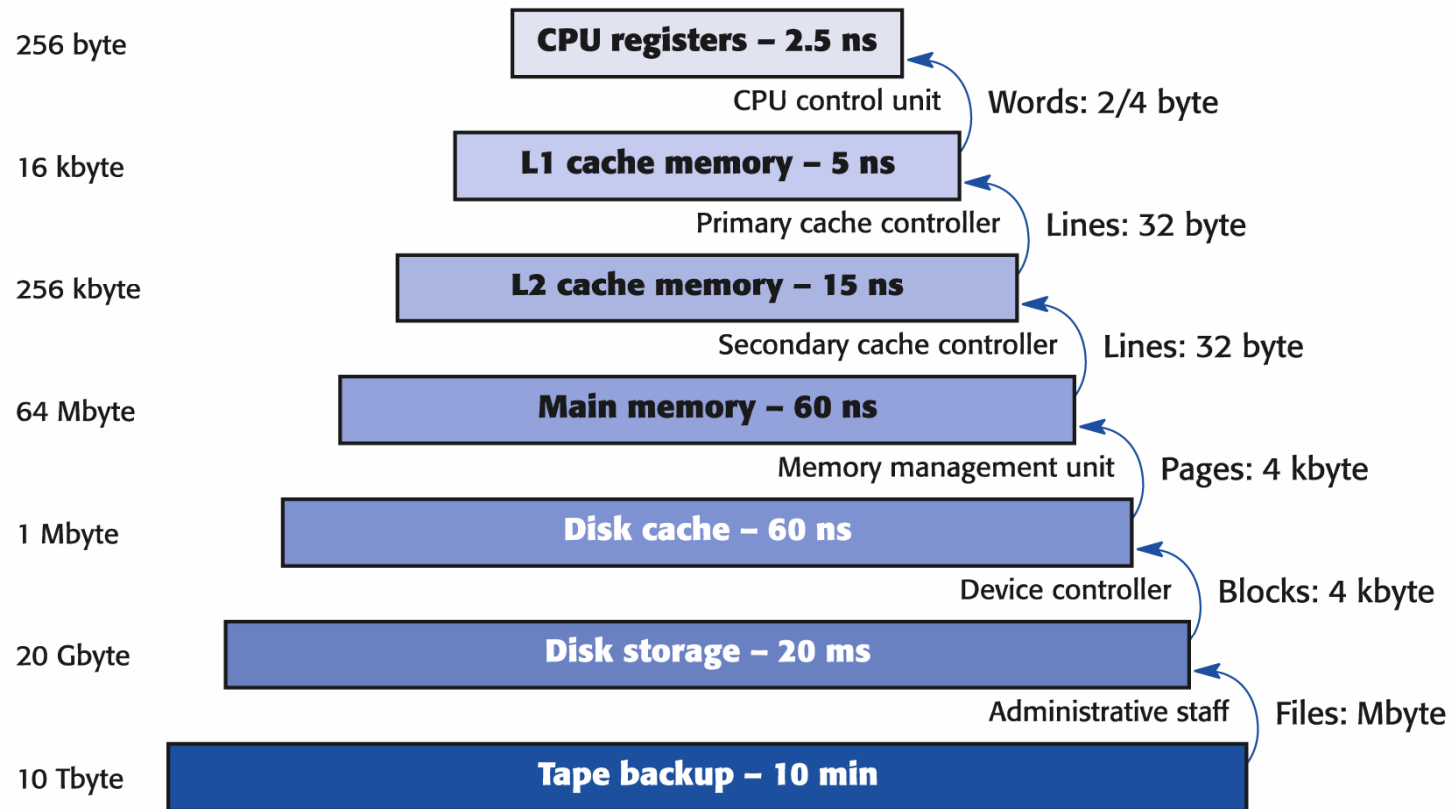 256 byte
CPU registers – 2.5 ns
CPU control unit
Words: 2/4 byte
16 kbyte
L1 cache memory – 5 ns
Primary cache controller
Lines: 32 byte
256 kbyte
L2 cache memory – 15 ns
Secondary cache controller
Lines: 32 byte
64 Mbyte
Main memory – 60 ns
Memory management unit
Pages: 4 kbyte
1 Mbyte
Disk cache – 60 ns
Device controller
Blocks: 4 kbyte
20 Gbyte
Disk storage – 20 ms
Administrative staff
Files: Mbyte
10 Tbyte
Tape backup – 10 min